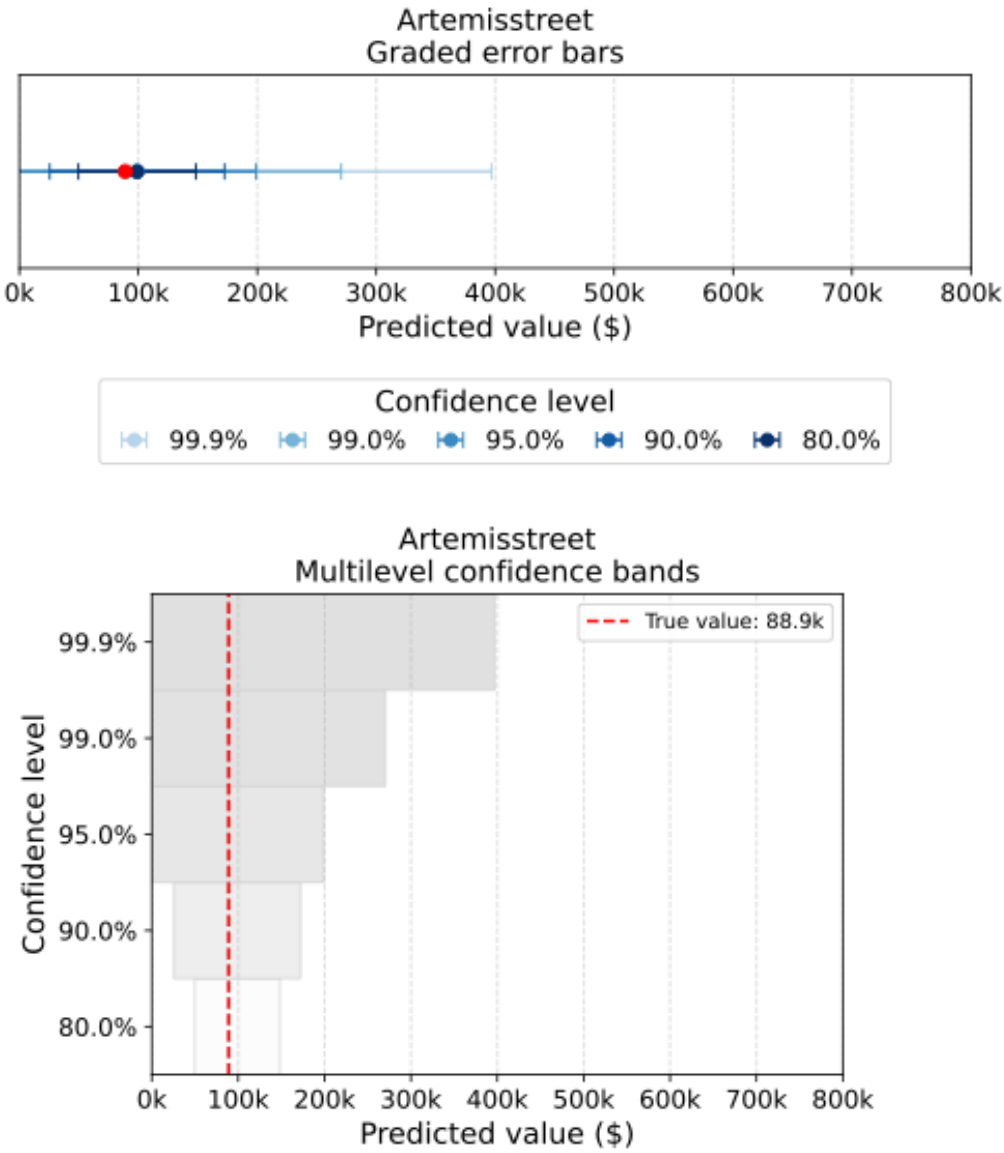 Artemisstreet
Graded error bars
0k 100k 200k 300k 400k 500k 600k 700k 800k
Predicted value ($)
Confidence level
99.9% 99.0% 95.0% 90.0% 80.0%
Artemisstreet
Multilevel confidence bands
True value: 88.9k
Confidence level
99.9%
99.0%
95.0%
90.0%
80.0%
0k 100k 200k 300k 400k 500k 600k 700k 800k
Predicted value ($)